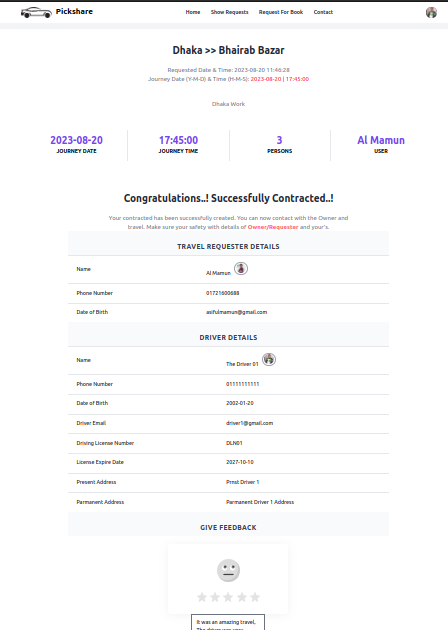 Pickshare
Home Show Requests Request For Book Contact
Dhaka >> Bhairab Bazar
Requested Date & Time: 2023-08-20 11:46:28
Journey Date (Y-M-D) & Time (H-M-S): 2023-08-20 | 17:45:00
Dhaka Work
2023-08-20 17:45:00 3 Al Mamun
JOURNEY DATE JOURNEY TIME PERSONS USER
Congratulations..! Successfully Contracted..!
Your contracted has been successfully created. You can now contact with the Owner and
travel. Make sure your safety with details of Owner/Requester and your's.
TRAVEL REQUESTER DETAILS
Name Al Mamun
Phone Number 01721600688
Date of Birth asifulmamun@gmail.com
DRIVER DETAILS
Name The Driver 01
Phone Number 01111111111
Date of Birth 2002-01-20
Driver Email driver1@gmail.com
Driving License Number DLN01
License Expire Date 2027-10-10
Present Address Prnst Driver 1
Parmanent Address Parmanent Driver 1 Address
GIVE FEEDBACK
It was an amazing travel,